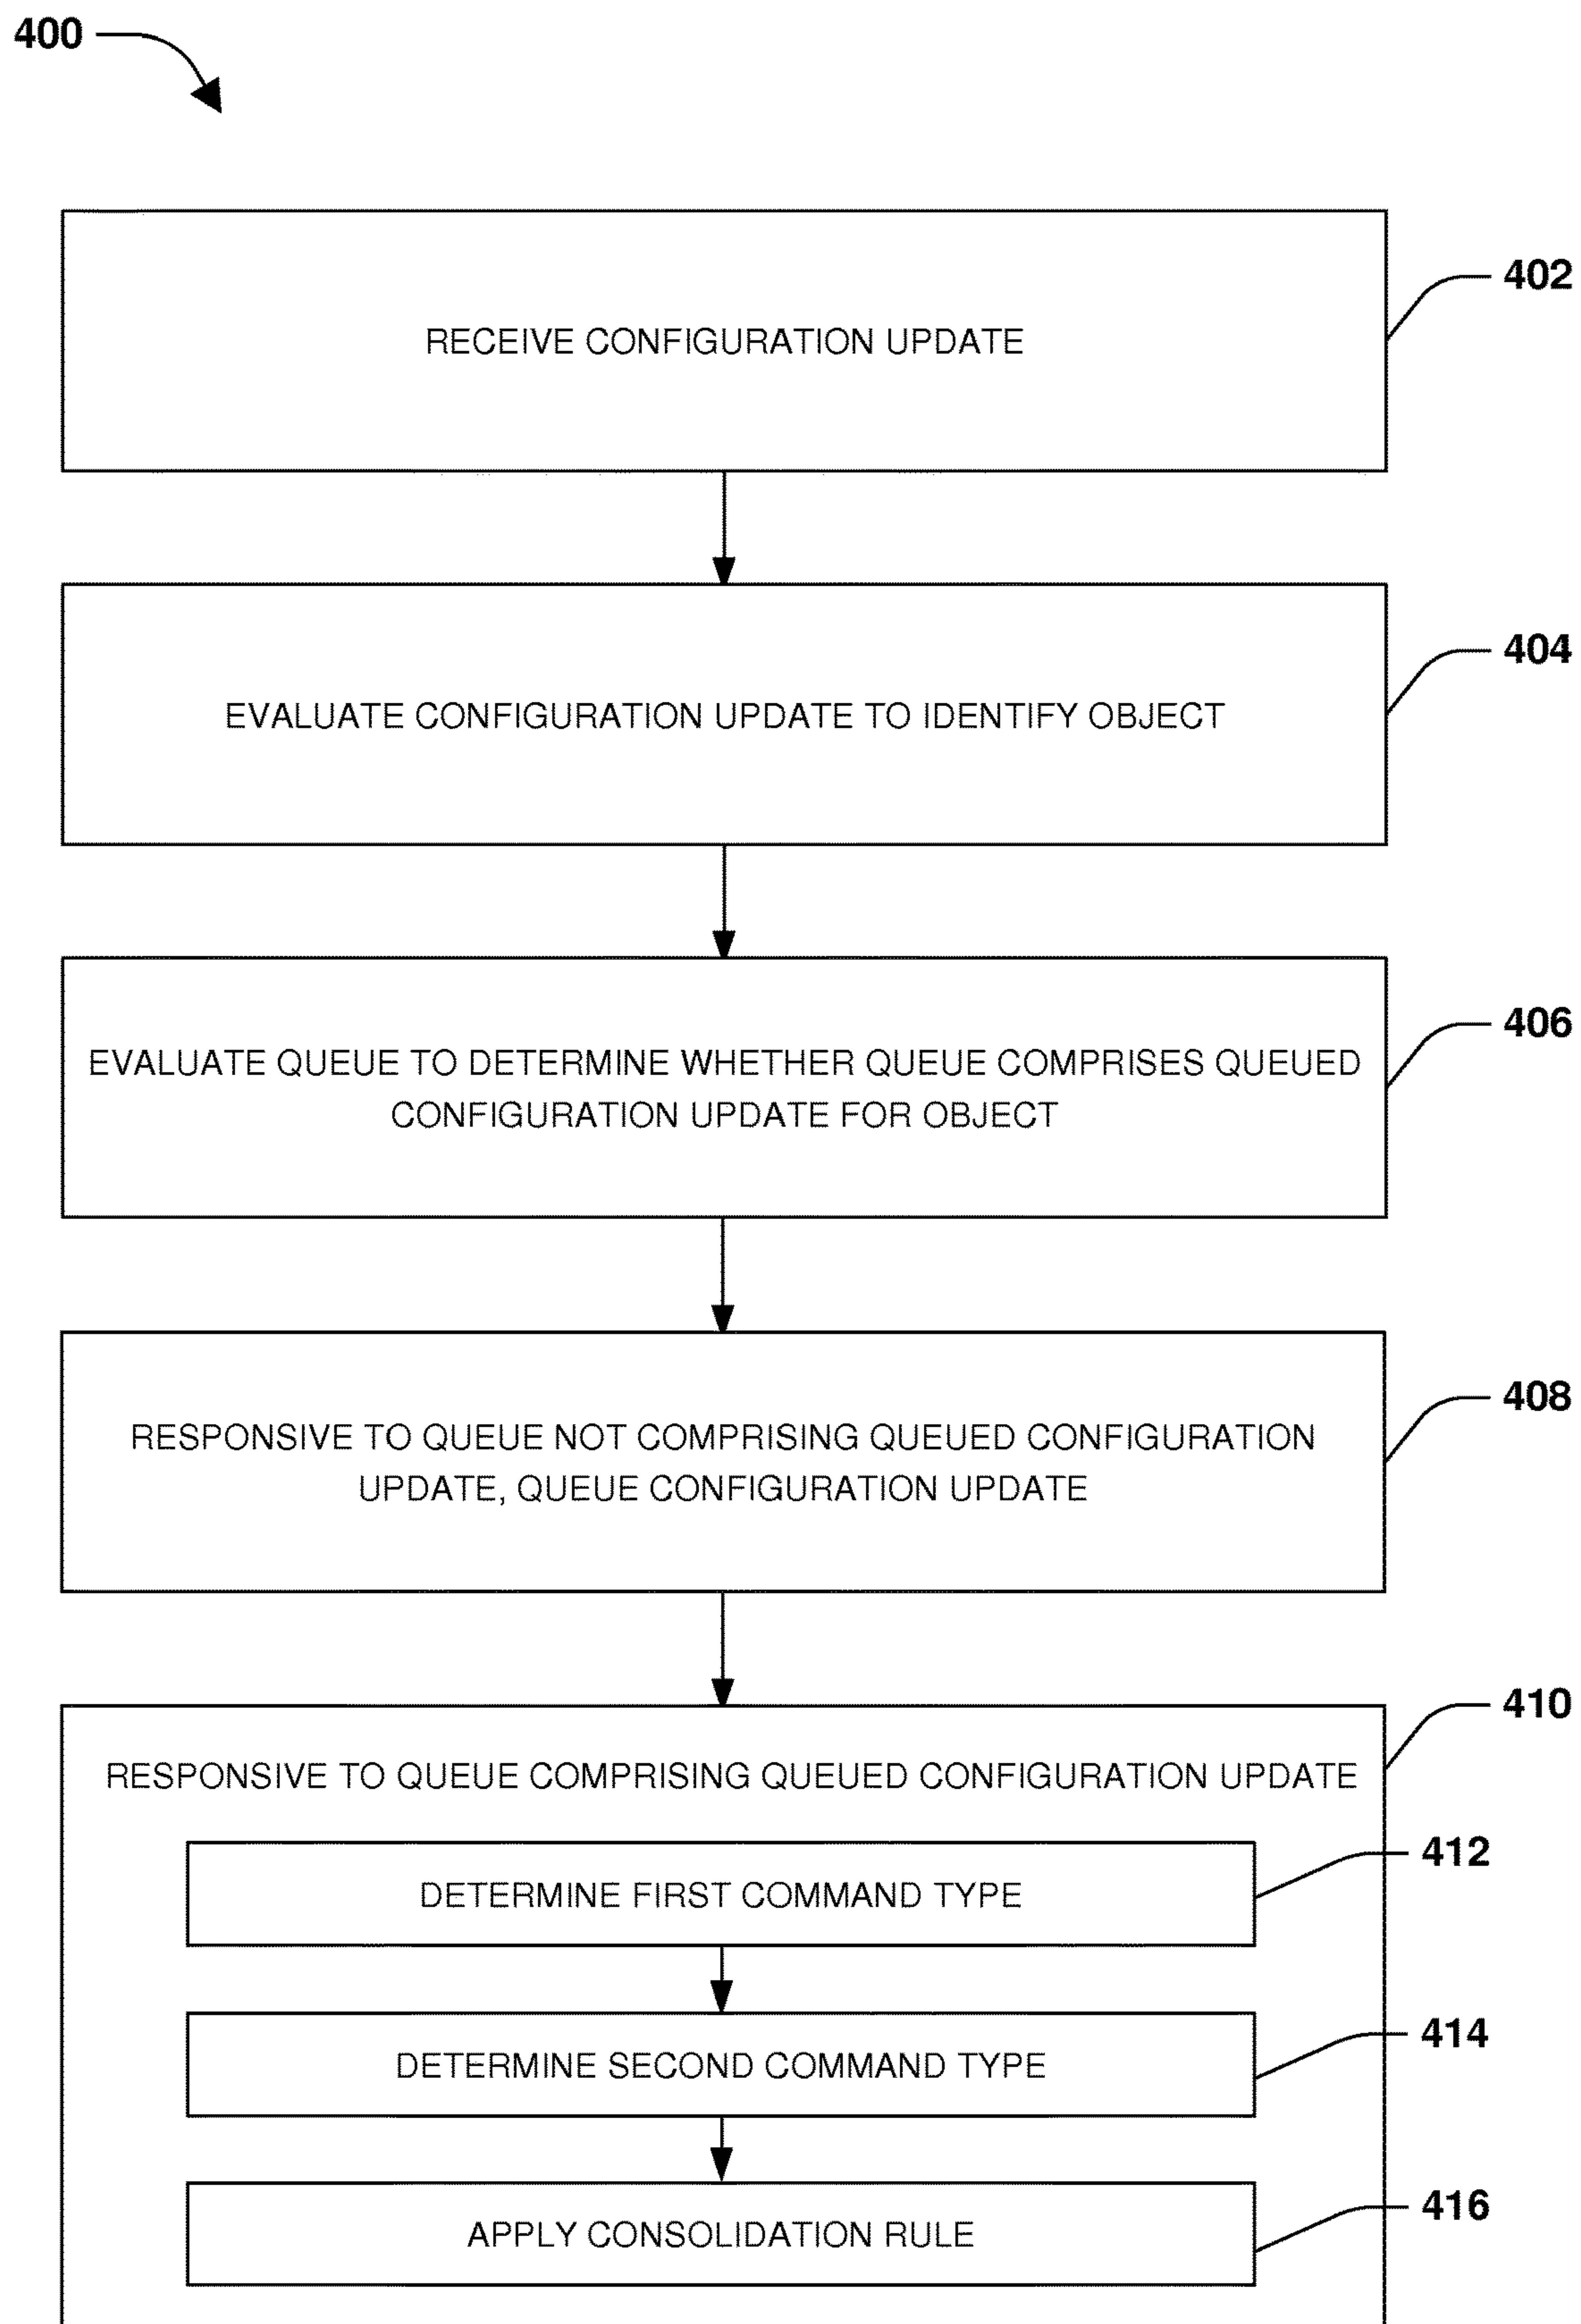 400
RECEIVE CONFIGURATION UPDATE
402
EVALUATE CONFIGURATION UPDATE TO IDENTIFY OBJECT
404
EVALUATE QUEUE TO DETERMINE WHETHER QUEUE COMPRISES QUEUED
CONFIGURATION UPDATE FOR OBJECT
406
RESPONSIVE TO QUEUE NOT COMPRISING QUEUED CONFIGURATION
UPDATE, QUEUE CONFIGURATION UPDATE
408
RESPONSIVE TO QUEUE COMPRISING QUEUED CONFIGURATION UPDATE
410
DETERMINE FIRST COMMAND TYPE
412
DETERMINE SECOND COMMAND TYPE
414
APPLY CONSOLIDATION RULE
416